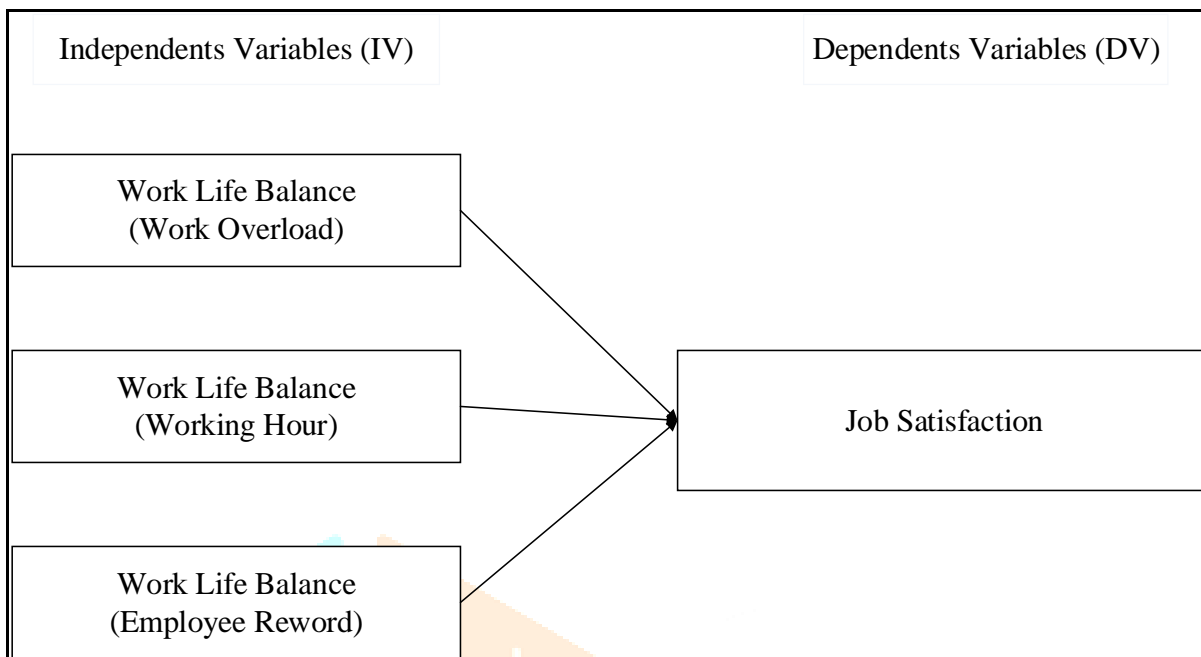 Independents Variables (IV)
Dependents Variables (DV)
Work Life Balance
(Work Overload)
Work Life Balance
(Working Hour)
Job Satisfaction
Work Life Balance
(Employee Reword)